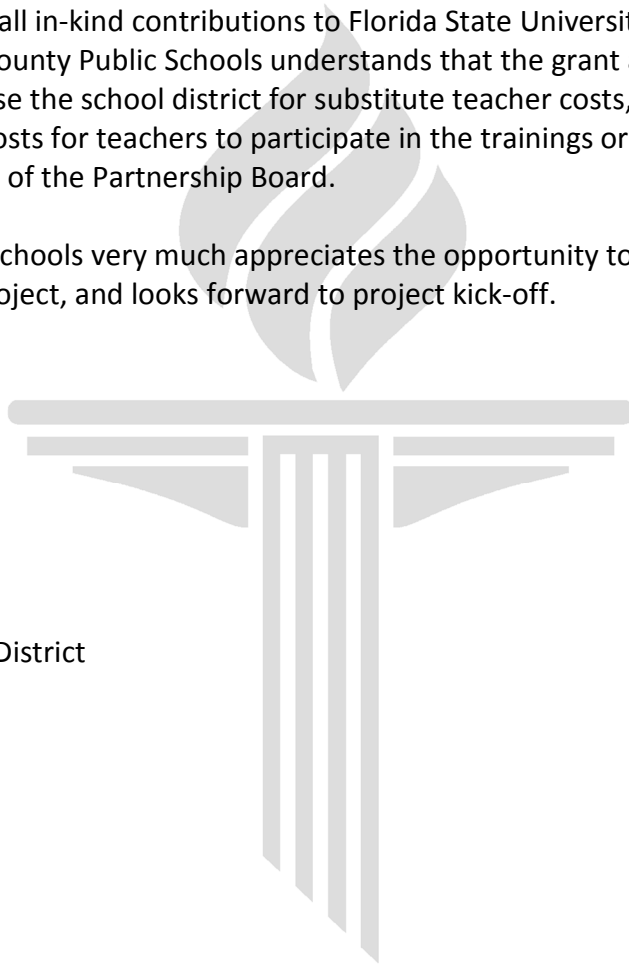 all in-kind contributions to Florida State Universit
ounty Public Schools understands that the grant
se the school district for substitute teacher costs,
osts for teachers to participate in the trainings or
of the Partnership Board.
chools very much appreciates the opportunity to
oject, and looks forward to project kick-off.
District